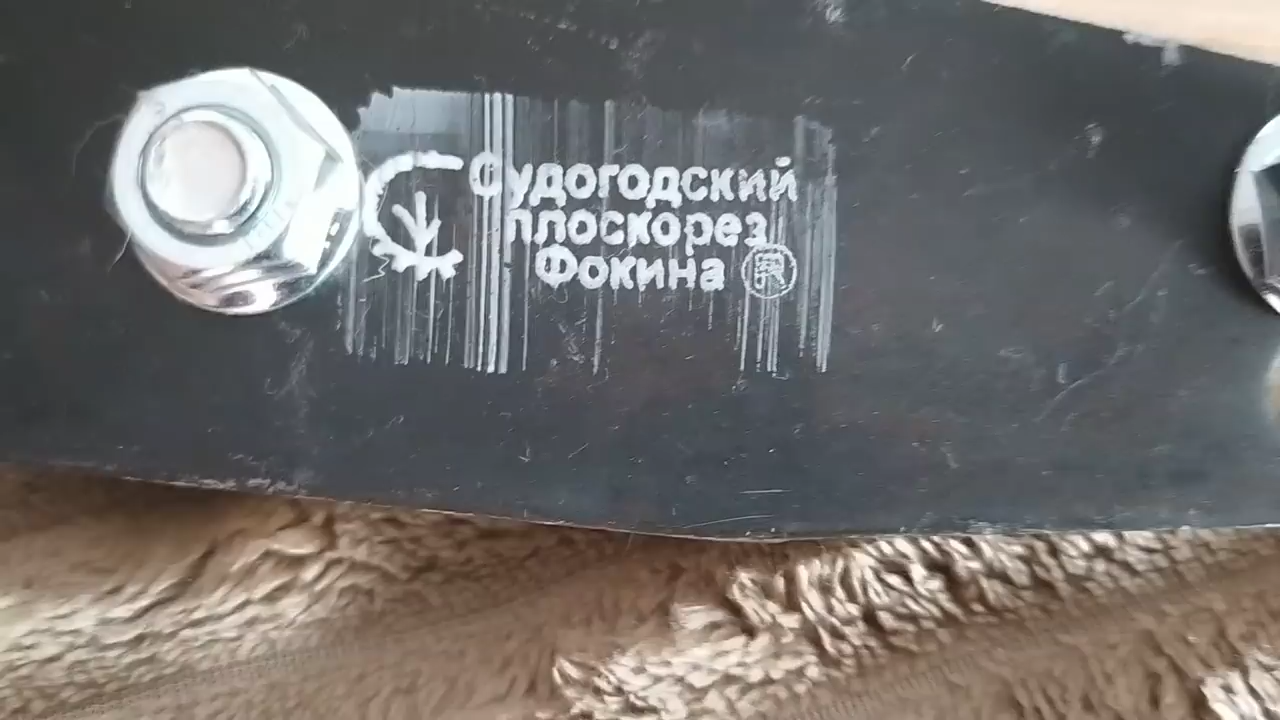 Судогодский
плоскорез
Фокина